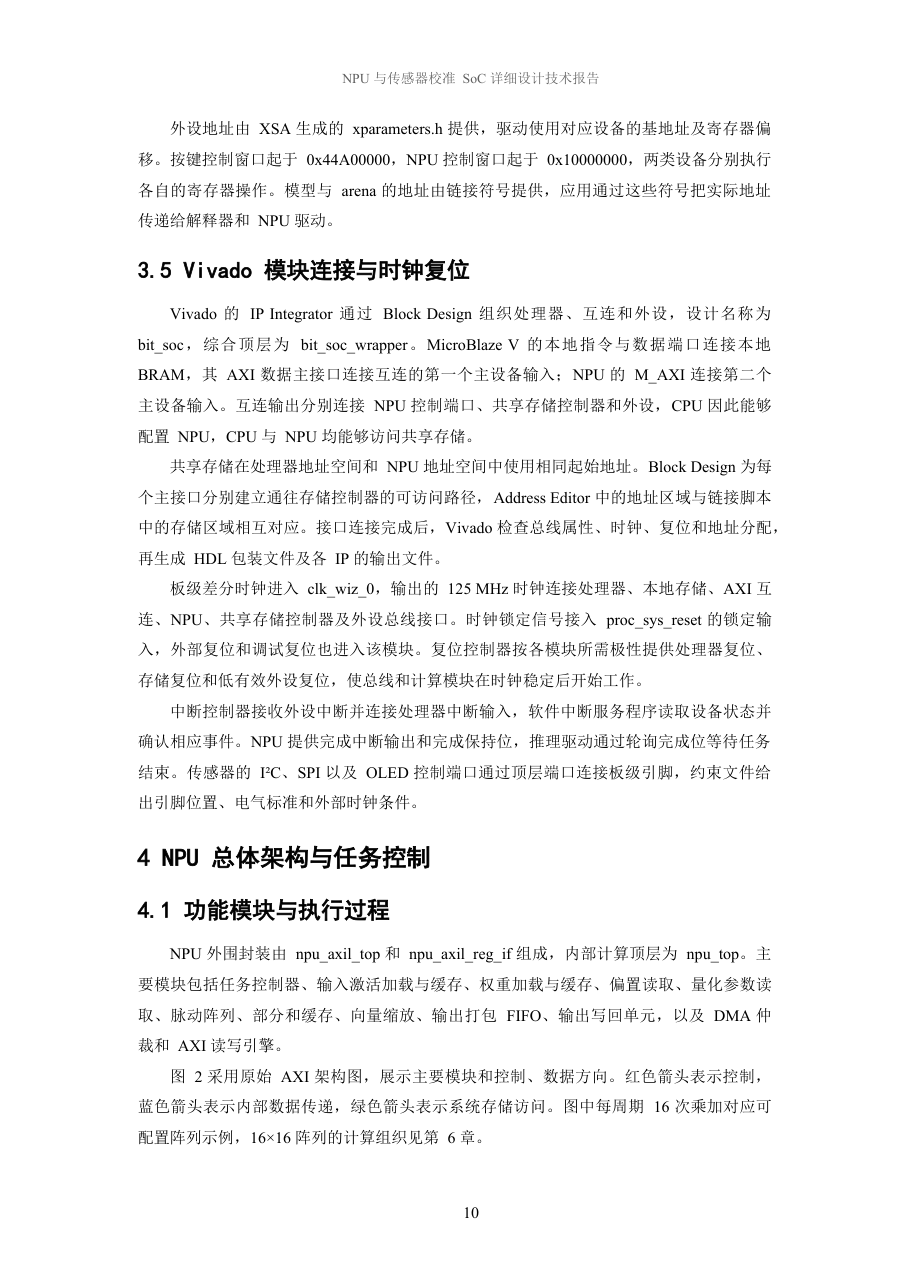 NPU 与传感器校准 SoC 详细设计技术报告
外设地址由 XSA 生成的 xparameters.h 提供，驱动使用对应设备的基地址及寄存器偏
移。按键控制窗口起于 0x44A00000，NPU 控制窗口起于 0x10000000，两类设备分别执行
各自的寄存器操作。模型与 arena 的地址由链接符号提供，应用通过这些符号把实际地址
传递给解释器和 NPU 驱动。
3.5 Vivado 模块连接与时钟复位
Vivado 的 IP Integrator 通过 Block Design 组织处理器、互连和外设，设计名称为
bit_soc，综合顶层为 bit_soc_wrapper。MicroBlaze V 的本地指令与数据端口连接本地
BRAM，其 AXI 数据主接口连接互连的第一个主设备输入；NPU 的 M_AXI 连接第二个
主设备输入。互连输出分别连接 NPU 控制端口、共享存储控制器和外设，CPU 因此能够
配置 NPU，CPU 与 NPU 均能够访问共享存储。
共享存储在处理器地址空间和 NPU 地址空间中使用相同起始地址。Block Design 为每
个主接口分别建立通往存储控制器的可访问路径，Address Editor 中的地址区域与链接脚本
中的存储区域相互对应。接口连接完成后，Vivado 检查总线属性、时钟、复位和地址分配，
再生成 HDL 包装文件及各 IP 的输出文件。
板级差分时钟进入 clk_wiz_0，输出的 125 MHz 时钟连接处理器、本地存储、AXI 互
连、NPU、共享存储控制器及外设总线接口。时钟锁定信号接入 proc_sys_reset 的锁定输
入，外部复位和调试复位也进入该模块。复位控制器按各模块所需极性提供处理器复位、
存储复位和低有效外设复位，使总线和计算模块在时钟稳定后开始工作。
中断控制器接收外设中断并连接处理器中断输入，软件中断服务程序读取设备状态并
确认相应事件。NPU 提供完成中断输出和完成保持位，推理驱动通过轮询完成位等待任务
结束。传感器的 I²C、SPI 以及 OLED 控制端口通过顶层端口连接板级引脚，约束文件给
出引脚位置、电气标准和外部时钟条件。
4 NPU 总体架构与任务控制
4.1 功能模块与执行过程
NPU 外围封装由 npu_axil_top 和 npu_axil_reg_if 组成，内部计算顶层为 npu_top。主
要模块包括任务控制器、输入激活加载与缓存、权重加载与缓存、偏置读取、量化参数读
取、脉动阵列、部分和缓存、向量缩放、输出打包 FIFO、输出写回单元，以及 DMA 仲
裁和 AXI 读写引擎。
图 2 采用原始 AXI 架构图，展示主要模块和控制、数据方向。红色箭头表示控制，
蓝色箭头表示内部数据传递，绿色箭头表示系统存储访问。图中每周期 16 次乘加对应可
配置阵列示例，16×16 阵列的计算组织见第 6 章。
10